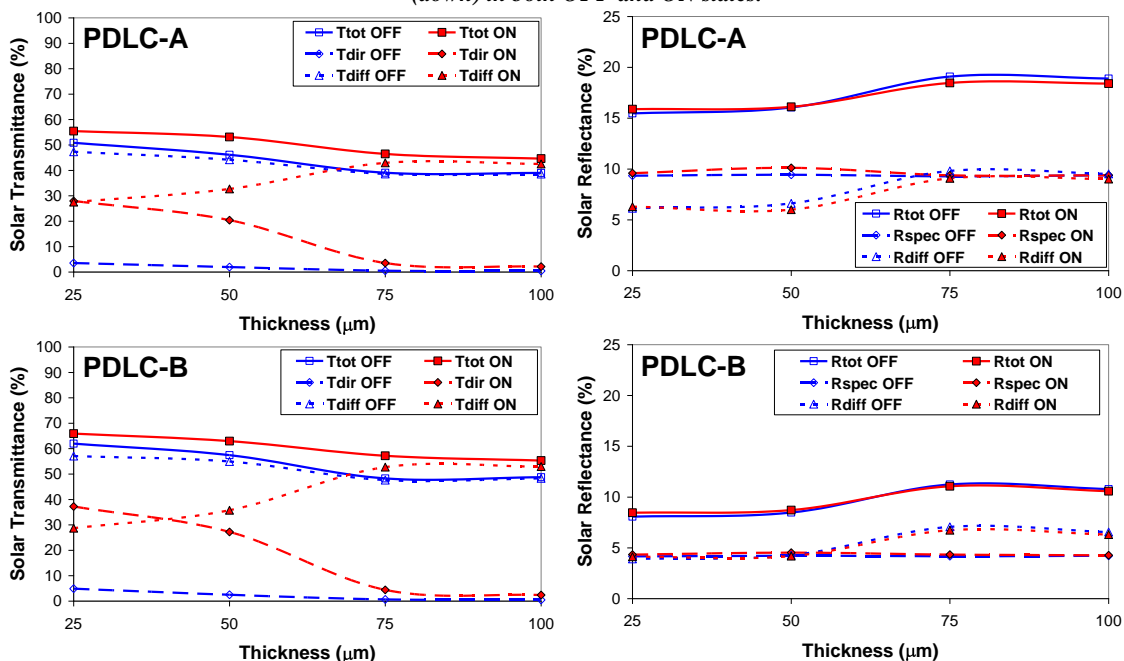 (down) in both OFF and ON states.
PDLC-A
Ttot OFF Ttot ON
Tdir OFF Tdir ON
Tdiff OFF Tdiff ON
Solar Transmittance (%)
100
90
80
70
60
50
40
30
20
10
0
25 50 75 100
Thickness (μm)
PDLC-A
Rtot OFF Rtot ON
Rspec OFF Rspec ON
Rdiff OFF Rdiff ON
Solar Reflectance (%)
25
20
15
10
5
0
25 50 75 100
Thickness (μm)
PDLC-B
Ttot OFF Ttot ON
Tdir OFF Tdir ON
Tdiff OFF Tdiff ON
Solar Transmittance (%)
100
90
80
70
60
50
40
30
20
10
0
25 50 75 100
Thickness (μm)
PDLC-B
Rtot OFF Rtot ON
Rspec OFF Rspec ON
Rdiff OFF Rdiff ON
Solar Reflectance (%)
25
20
15
10
5
0
25 50 75 100
Thickness (μm)